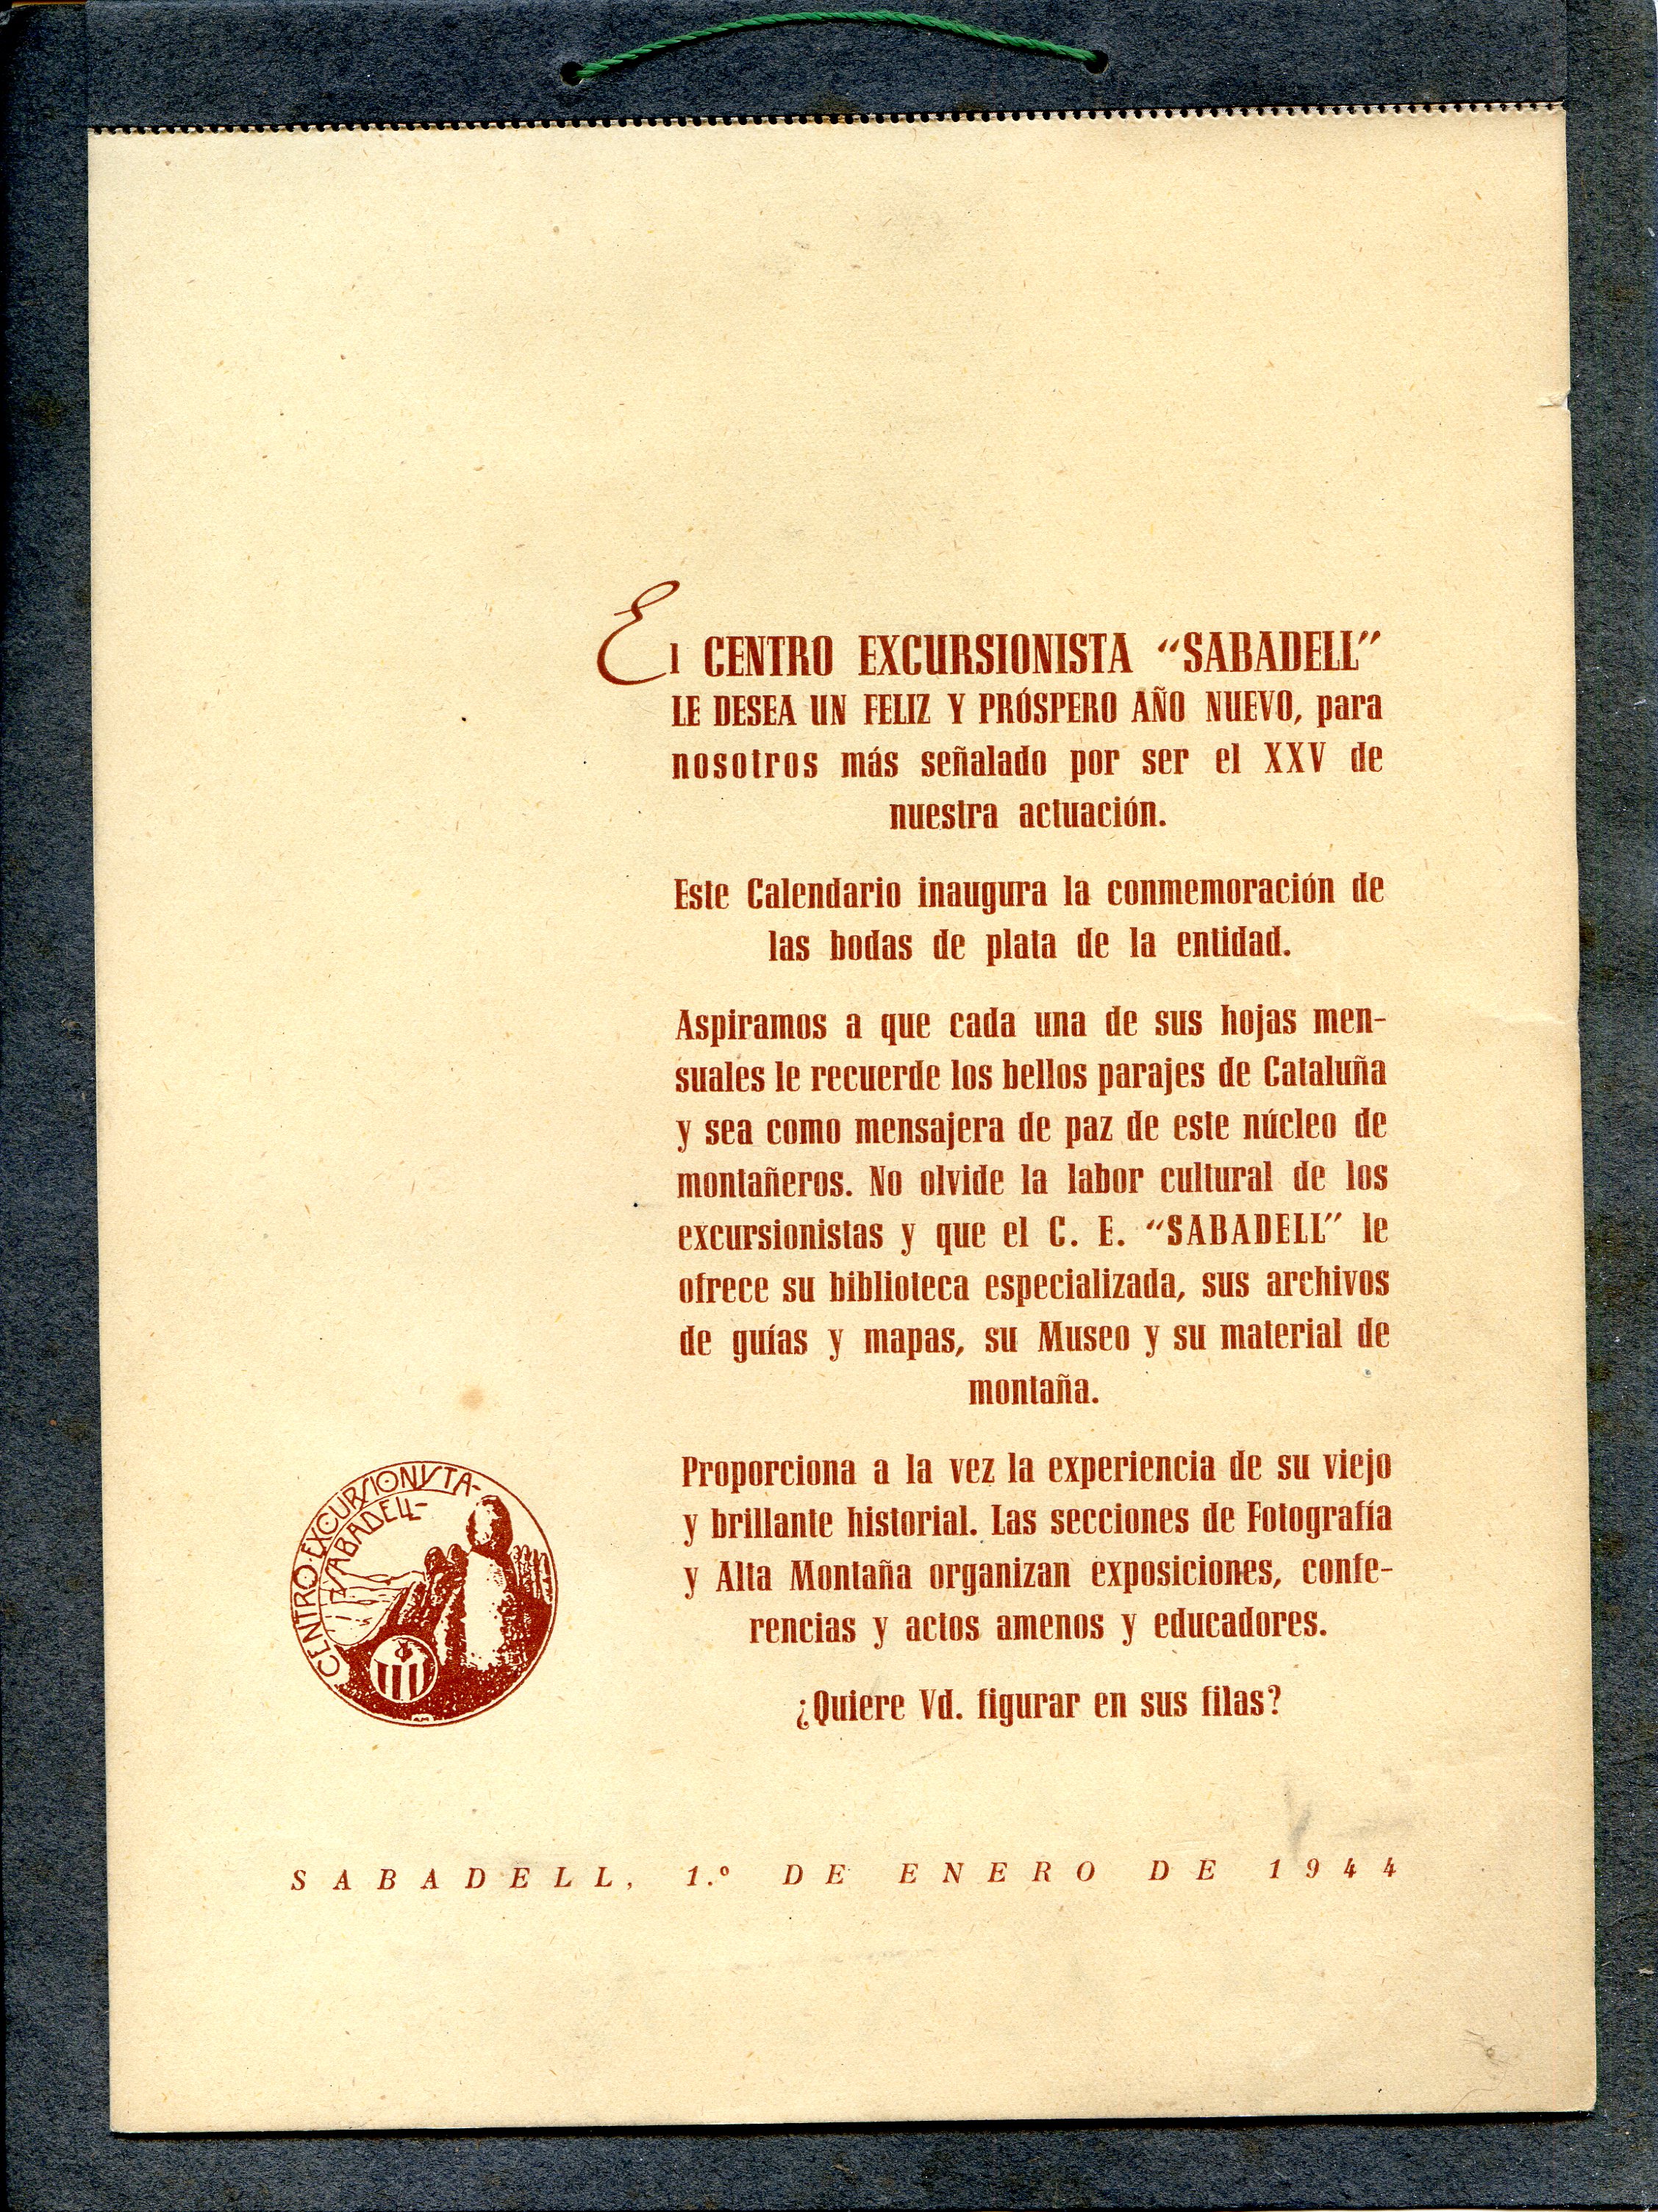 El CENTRO EXCURSIONISTA “SABADELL”
LE DESEA UN FELIZ Y PRÓSPERO AÑO NUEVO, para
nosotros más señalado por ser el XXV de
nuestra actuación.
Este Calendario inaugura la conmemoración de
las bodas de plata de la entidad.
Aspiramos a que cada una de sus hojas men-
suales le recuerde los bellos parajes de Cataluña
y sea como mensajera de paz de este núcleo de
montañeros. No olvide la labor cultural de los
excursionistas y que el C. E. “SABADELL” le
ofrece su biblioteca especializada, sus archivos
de guías y mapas, su Museo y su material de
montaña.
Proporciona a la vez la experiencia de su viejo
y brillante historial. Las secciones de Fotografía
y Alta Montaña organizan exposiciones, confe-
rencias y actos amenos y educadores.
¿Quiere Vd. figurar en sus filas?
CENTRO·EXCURSIONISTA-
SABADELL-
SABADELL, 1.º DE ENERO DE 1944